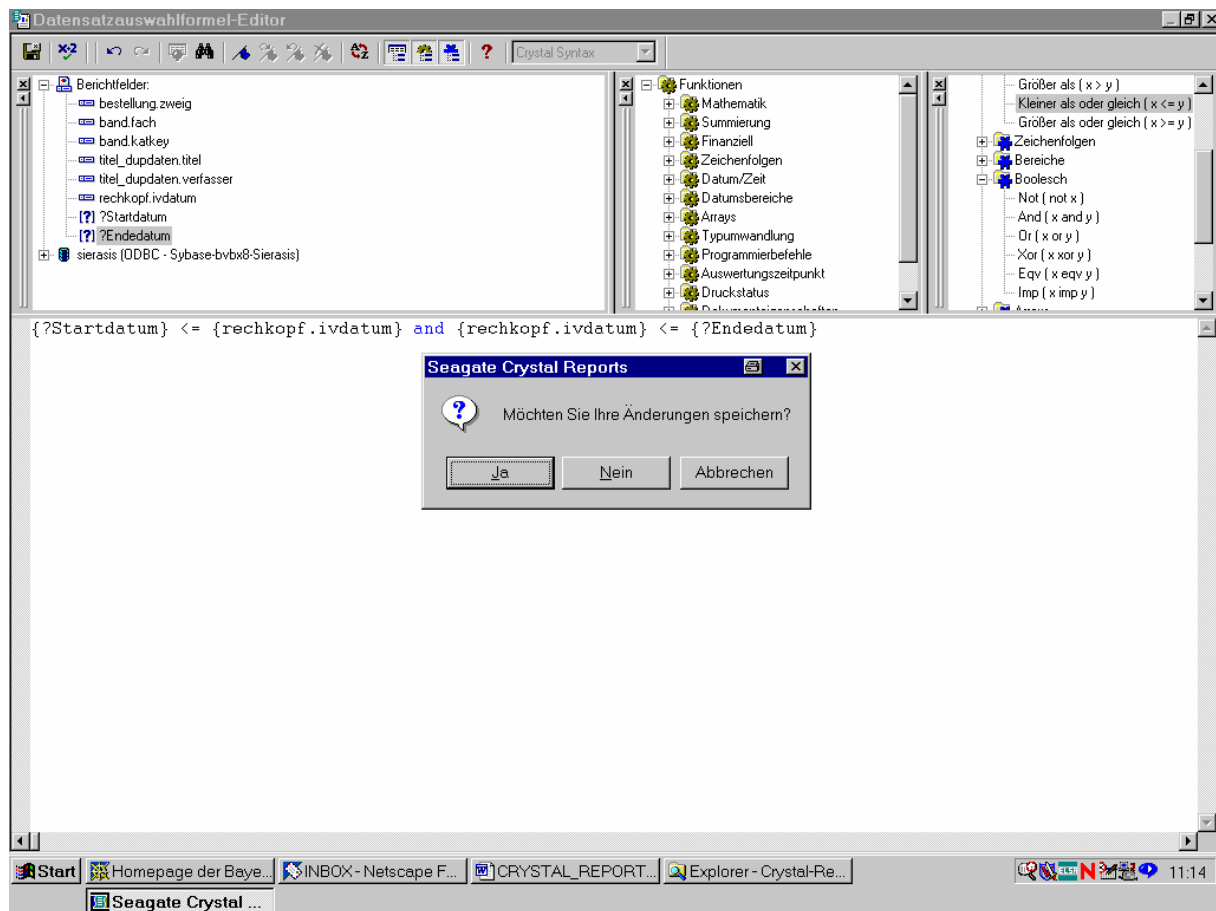 Datensatzauswahlformel-Editor
X·2
Crystal Syntax
Berichtfelder:
bestellung.zweig
band.fach
band.katkey
titel_dupdaten.titel
titel_dupdaten.verfasser
rechkopf.ivdatum
[?] ?Startdatum
[?] ?Endedatum
sierasis (ODBC - Sybase-bvbx8-Sierasis)
Funktionen
Mathematik
Summierung
Finanziell
Zeichenfolgen
Datum/Zeit
Datumsbereiche
Arrays
Typumwandlung
Programmierbefehle
Auswertungszeitpunkt
Druckstatus
Dokumenteigenschaften
Größer als ( x > y )
Kleiner als oder gleich ( x <= y )
Größer als oder gleich ( x >= y )
Zeichenfolgen
Bereiche
Boolesch
Not ( not x )
And ( x and y )
Or ( x or y )
Xor ( x xor y )
Eqv ( x eqv y )
Imp ( x imp y )
Arrays
{?Startdatum} <= {rechkopf.ivdatum} and {rechkopf.ivdatum} <= {?Endedatum}
Seagate Crystal Reports
Möchten Sie Ihre Änderungen speichern?
Ja
Nein
Abbrechen
Start
Homepage der Baye...
INBOX - Netscape F...
CRYSTAL_REPORT...
Explorer - Crystal-Re...
ELSA
N
11:14
Seagate Crystal ...